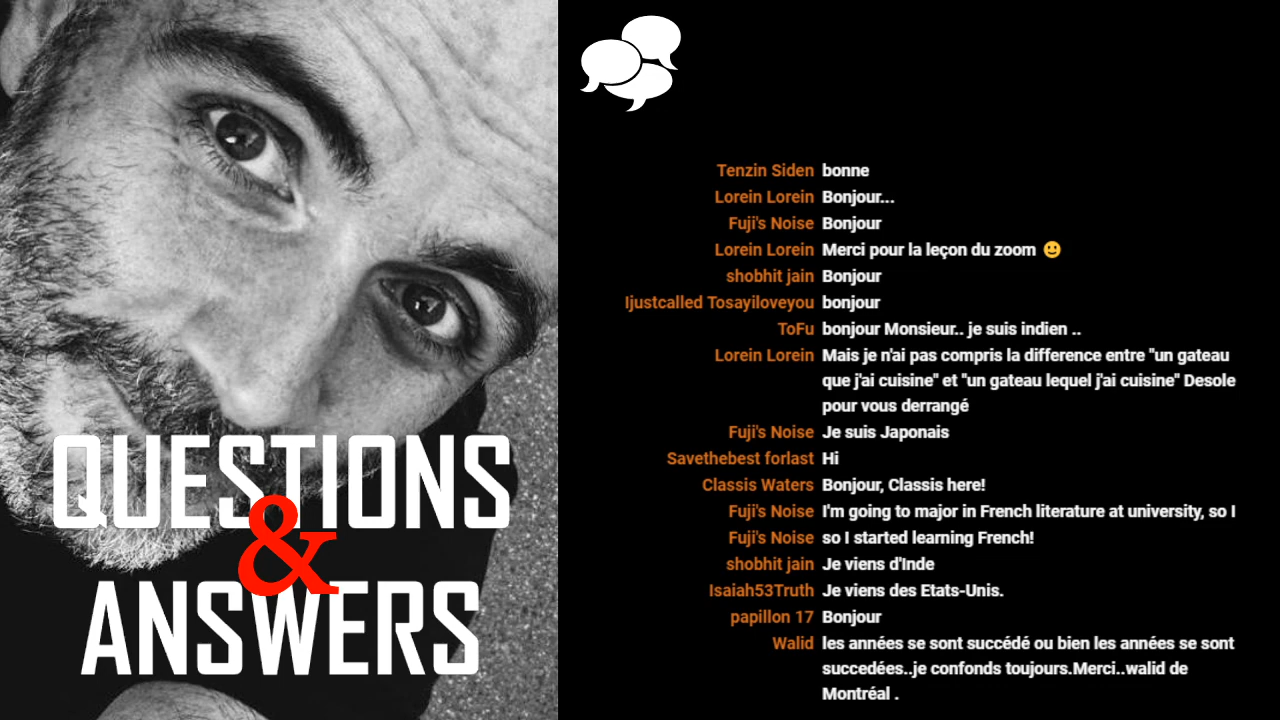 QUESTIONS
&
ANSWERS
Tenzin Siden bonne
Lorein Lorein Bonjour...
Fuji's Noise Bonjour
Lorein Lorein Merci pour la leçon du zoom 🙂
shobhit jain Bonjour
Ijustcalled Tosayiloveyou bonjour
ToFu bonjour Monsieur.. je suis indien ..
Lorein Lorein Mais je n'ai pas compris la difference entre "un gateau
que j'ai cuisine" et "un gateau lequel j'ai cuisine" Desole
pour vous derrangé
Fuji's Noise Je suis Japonais
Savethebest forlast Hi
Classis Waters Bonjour, Classis here!
Fuji's Noise I'm going to major in French literature at university, so I
Fuji's Noise so I started learning French!
shobhit jain Je viens d'Inde
Isaiah53Truth Je viens des Etats-Unis.
papillon 17 Bonjour
Walid les années se sont succédé ou bien les années se sont
succedées..je confonds toujours.Merci..walid de
Montréal .